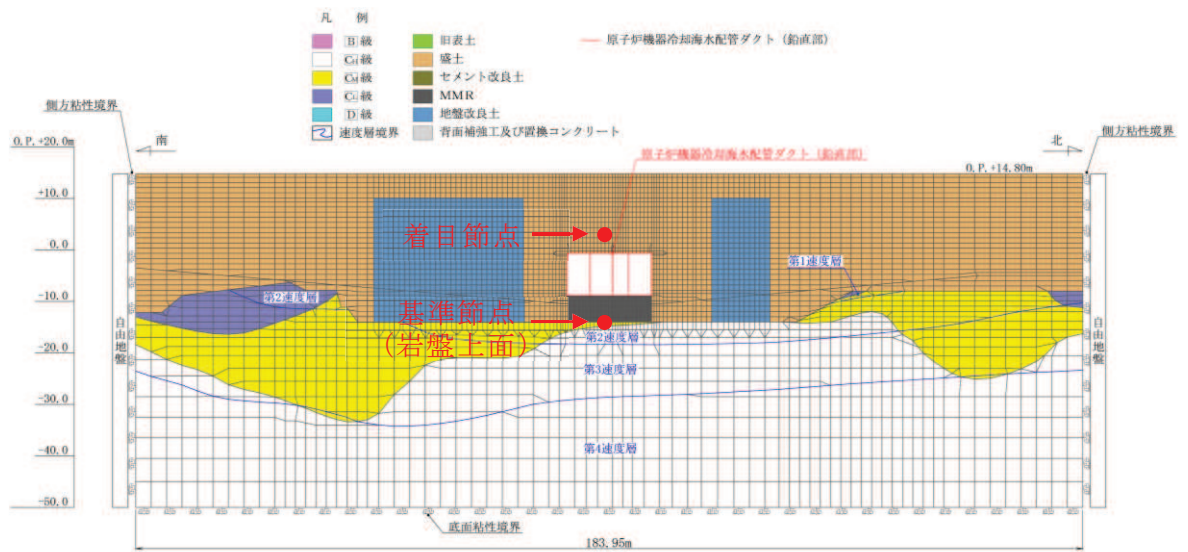 凡 例
B級
CH級
CM級
CL級
D級
速度層境界
旧表土
盛土
セメント改良土
MMR
地盤改良土
背面補強工及び置換コンクリート
原子炉機器冷却海水配管ダクト(鉛直部)
側方粘性境界
側方粘性境界
O.P.+20.0m
南
原子炉機器冷却海水配管ダクト(鉛直部)
北
O.P.+14.80m
+10.0
0.0
-10.0
-20.0
-30.0
-40.0
-50.0
着目節点
第1速度層
第2速度層
基準節点
(岩盤上面)
第2速度層
第3速度層
第4速度層
自由地盤
自由地盤
底面粘性境界
183.95m